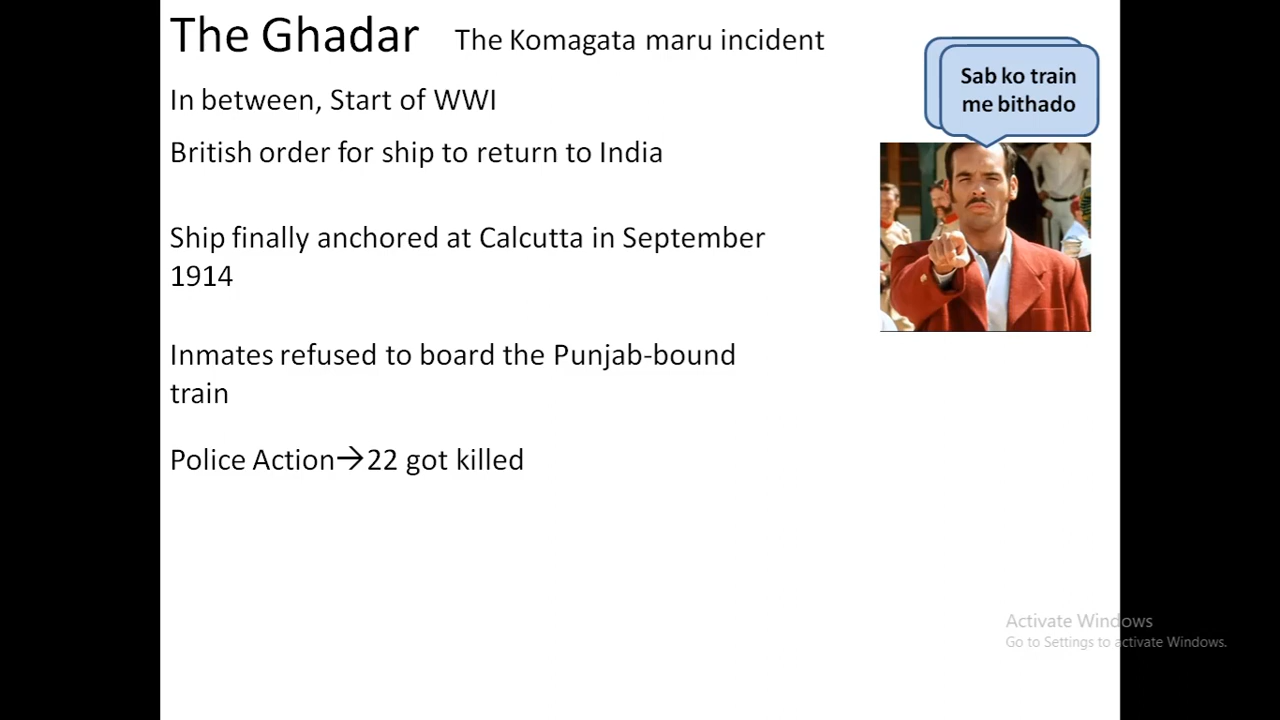 The Ghadar The Komagata maru incident
In between, Start of WWI
British order for ship to return to India
Ship finally anchored at Calcutta in September
1914
Inmates refused to board the Punjab-bound
train
Police Action→22 got killed
Sab ko train
me bithado
Activate Windows
Go to Settings to activate Windows.